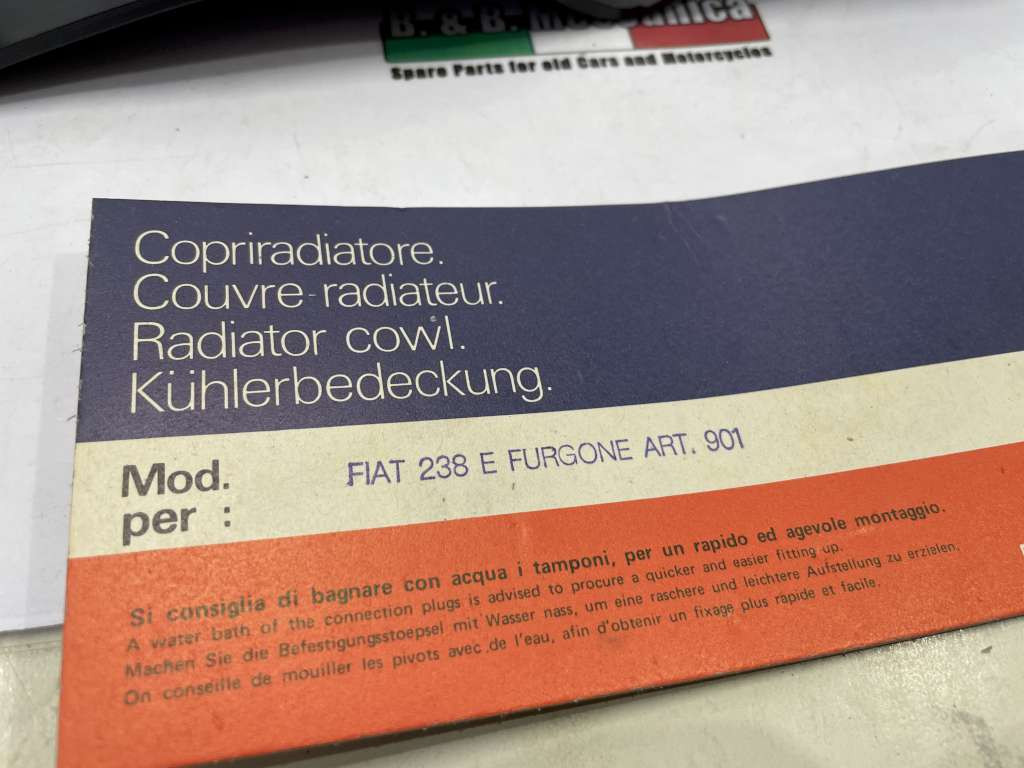 B. & B. Meccanica
Spare Parts for old Cars and Motorcycles
Copriradiatore.
Couvre-radiateur.
Radiator cowl.
Kühlerbedeckung.
Mod.
per :
FIAT 238 E FURGONE ART. 901
Si consiglia di bagnare con acqua i tamponi, per un rapido ed agevole montaggio.
A water bath of the connection plugs is advised to procure a quicker and easier fitting up.
Machen Sie die Befestigungsstoepsel mit Wasser nass, um eine raschere und leichtere Aufstellung zu erzielen.
On conseille de mouiller les pivots avec de l'eau, afin d'obtenir un fixage plus rapide et facile.